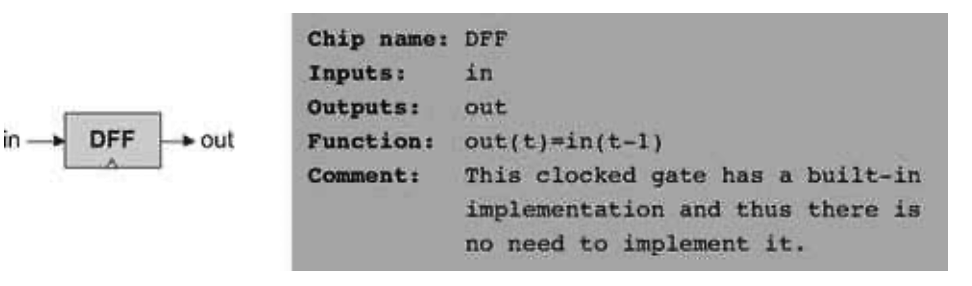 in DFF out
Chip name: DFF
Inputs: in
Outputs: out
Function: out(t)=in(t-1)
Comment: This clocked gate has a built-in
implementation and thus there is
no need to implement it.